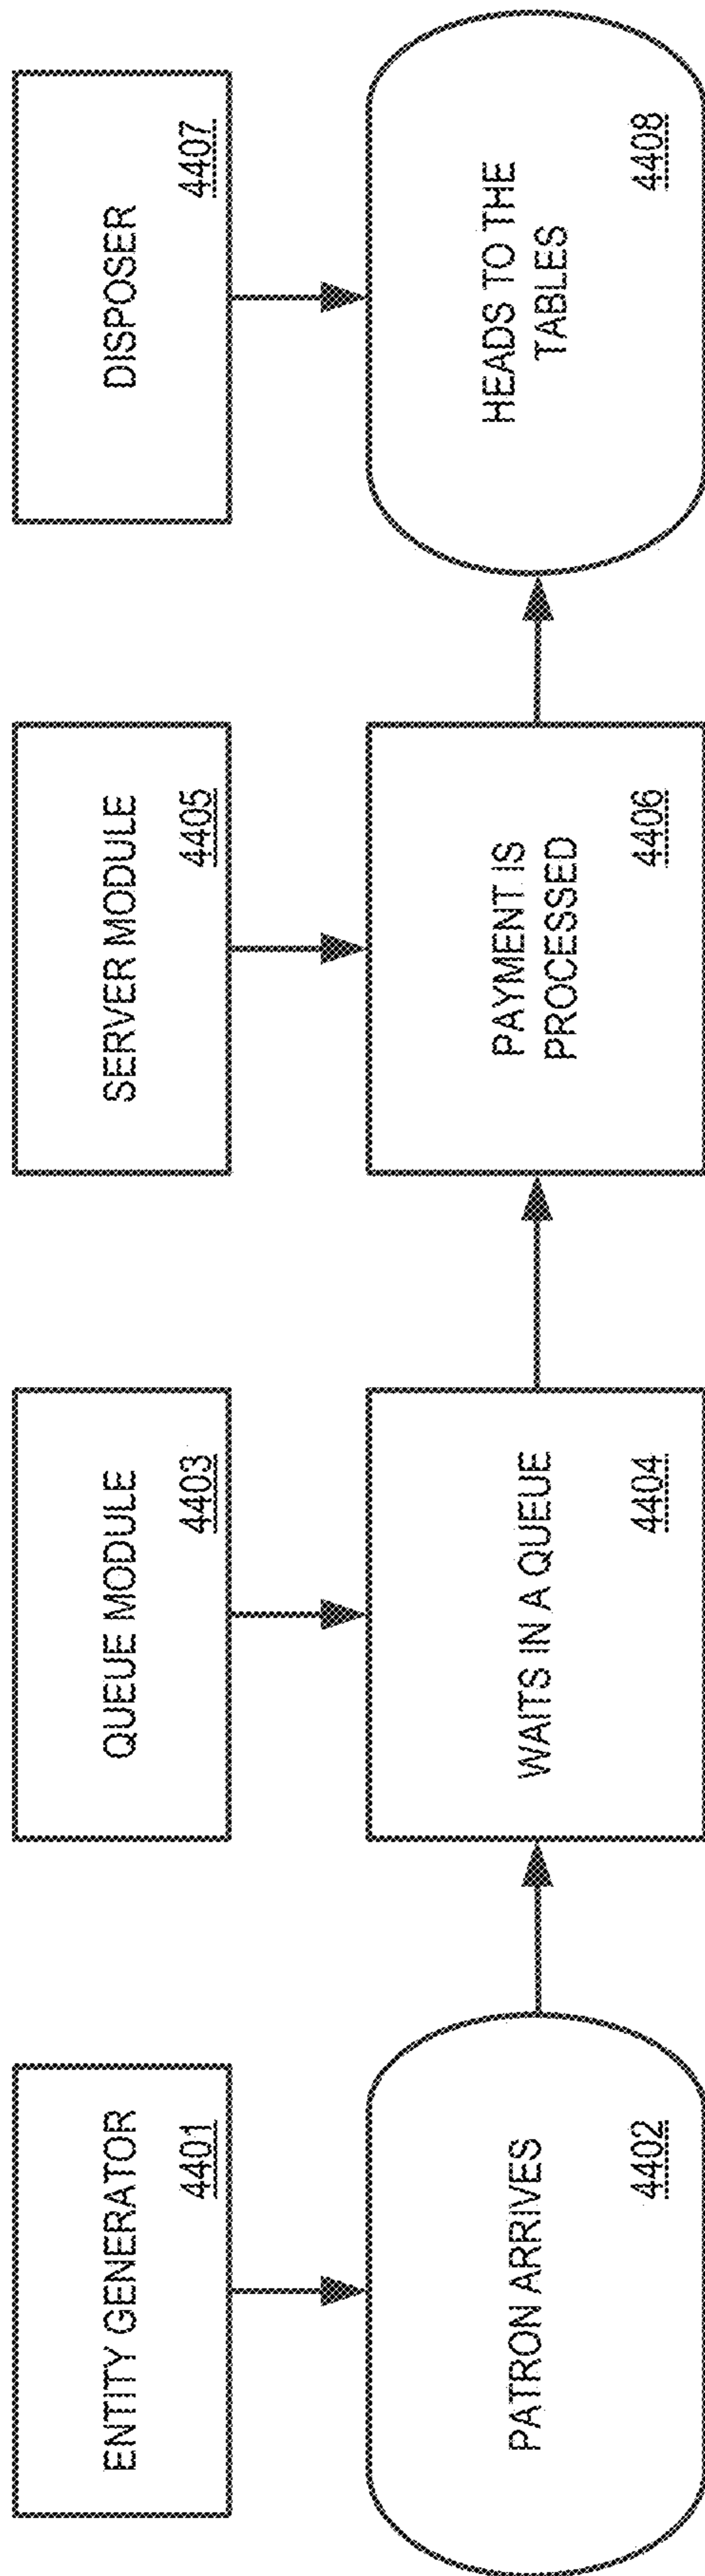 ENTITY GENERATOR
4401
QUEUE MODULE
4403
SERVER MODULE
4405
DISPOSER
4407
PATRON ARRIVES
4402
WAITS IN A QUEUE
4404
PAYMENT IS
PROCESSED
4406
HEADS TO THE
TABLES
4408